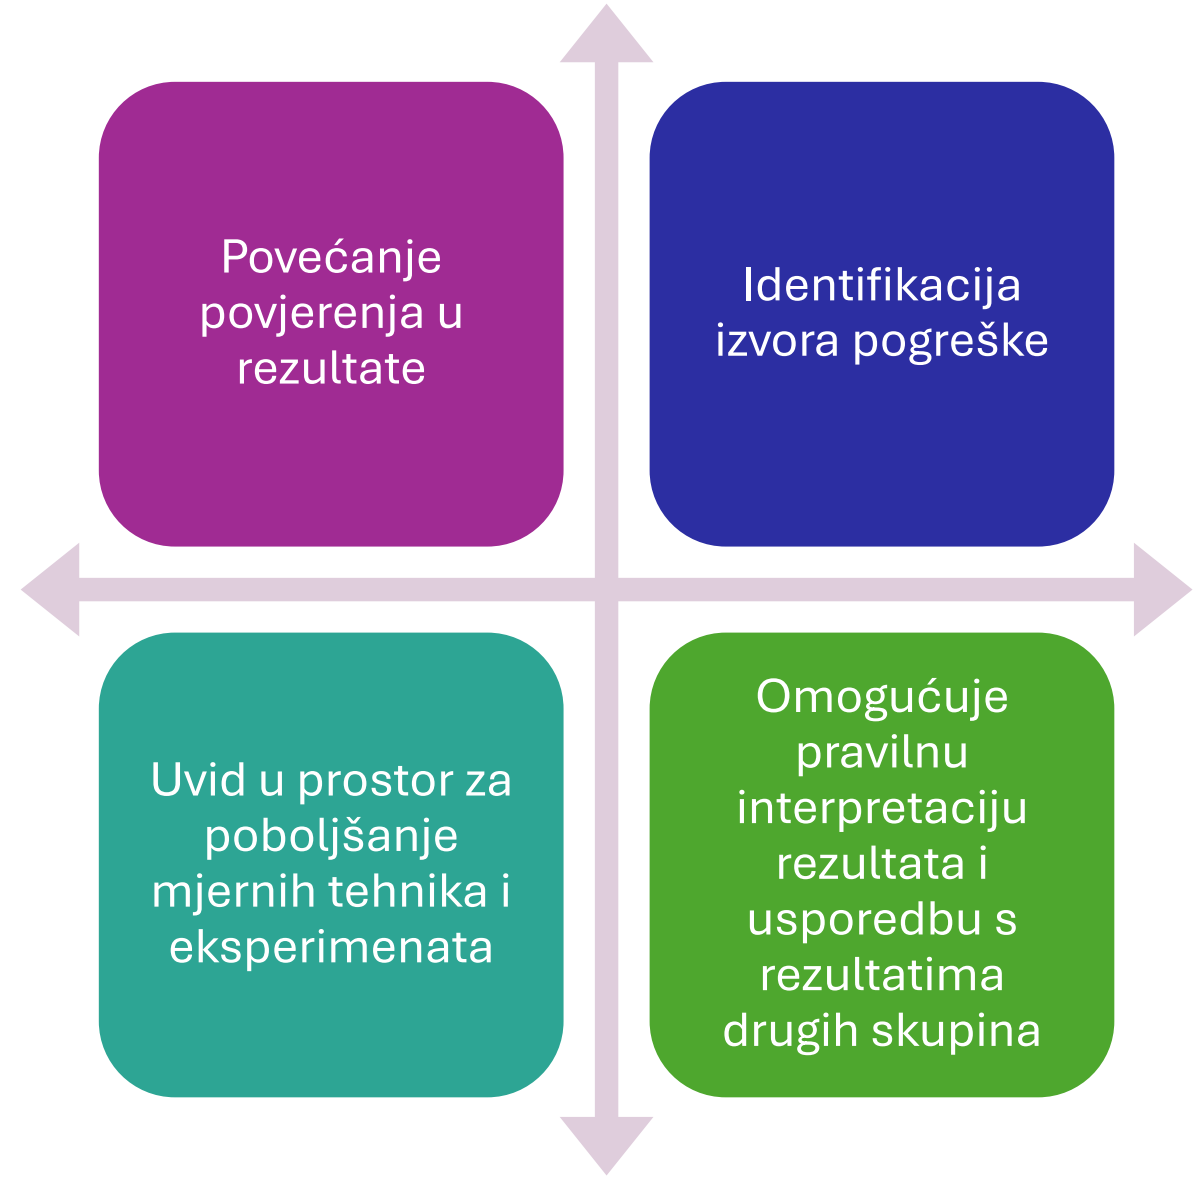 Povećanje
povjerenja u
rezultate
Identifikacija
izvora pogreške
Uvid u prostor za
poboljšanje
mjernih tehnika i
eksperimenata
Omogućuje
pravilnu
interpretaciju
rezultata i
usporedbu s
rezultatima
drugih skupina